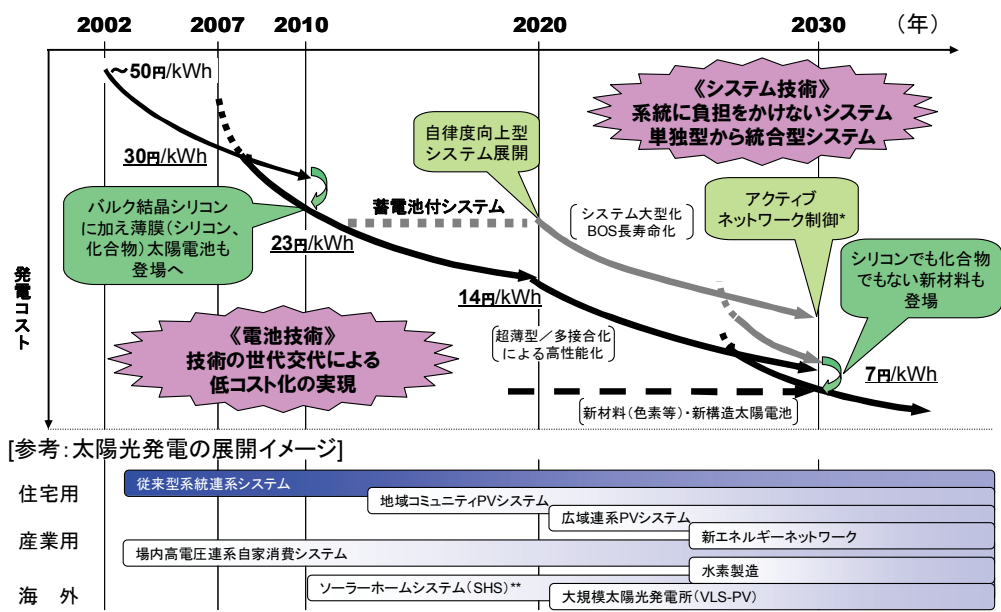 2002
2007
2010
2020
2030
(年)
～50円/kWh
《システム技術》
系統に負担をかけないシステム
単独型から統合型システム
自律度向上型
システム展開
30円/kWh
バルク結晶シリコン
に加え薄膜(シリコン、
化合物)太陽電池も
登場へ
蓄電池付システム
システム大型化
BOS長寿命化
アクティブ
ネットワーク制御*
23円/kWh
シリコンでも化合物
でもない新材料も
登場
発電コスト
14円/kWh
《電池技術》
技術の世代交代による
低コスト化の実現
超薄型／多接合化
による高性能化
7円/kWh
新材料(色素等)・新構造太陽電池
[参考:太陽光発電の展開イメージ]
住宅用
従来型系統連系システム
地域コミュニティPVシステム
広域連系PVシステム
産業用
新エネルギーネットワーク
場内高電圧連系自家消費システム
水素製造
海 外
ソーラーホームシステム(SHS)**
大規模太陽光発電所(VLS-PV)